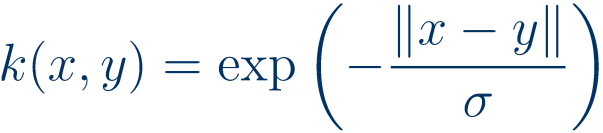 k(x, y) = exp(-‖x - y‖/σ)